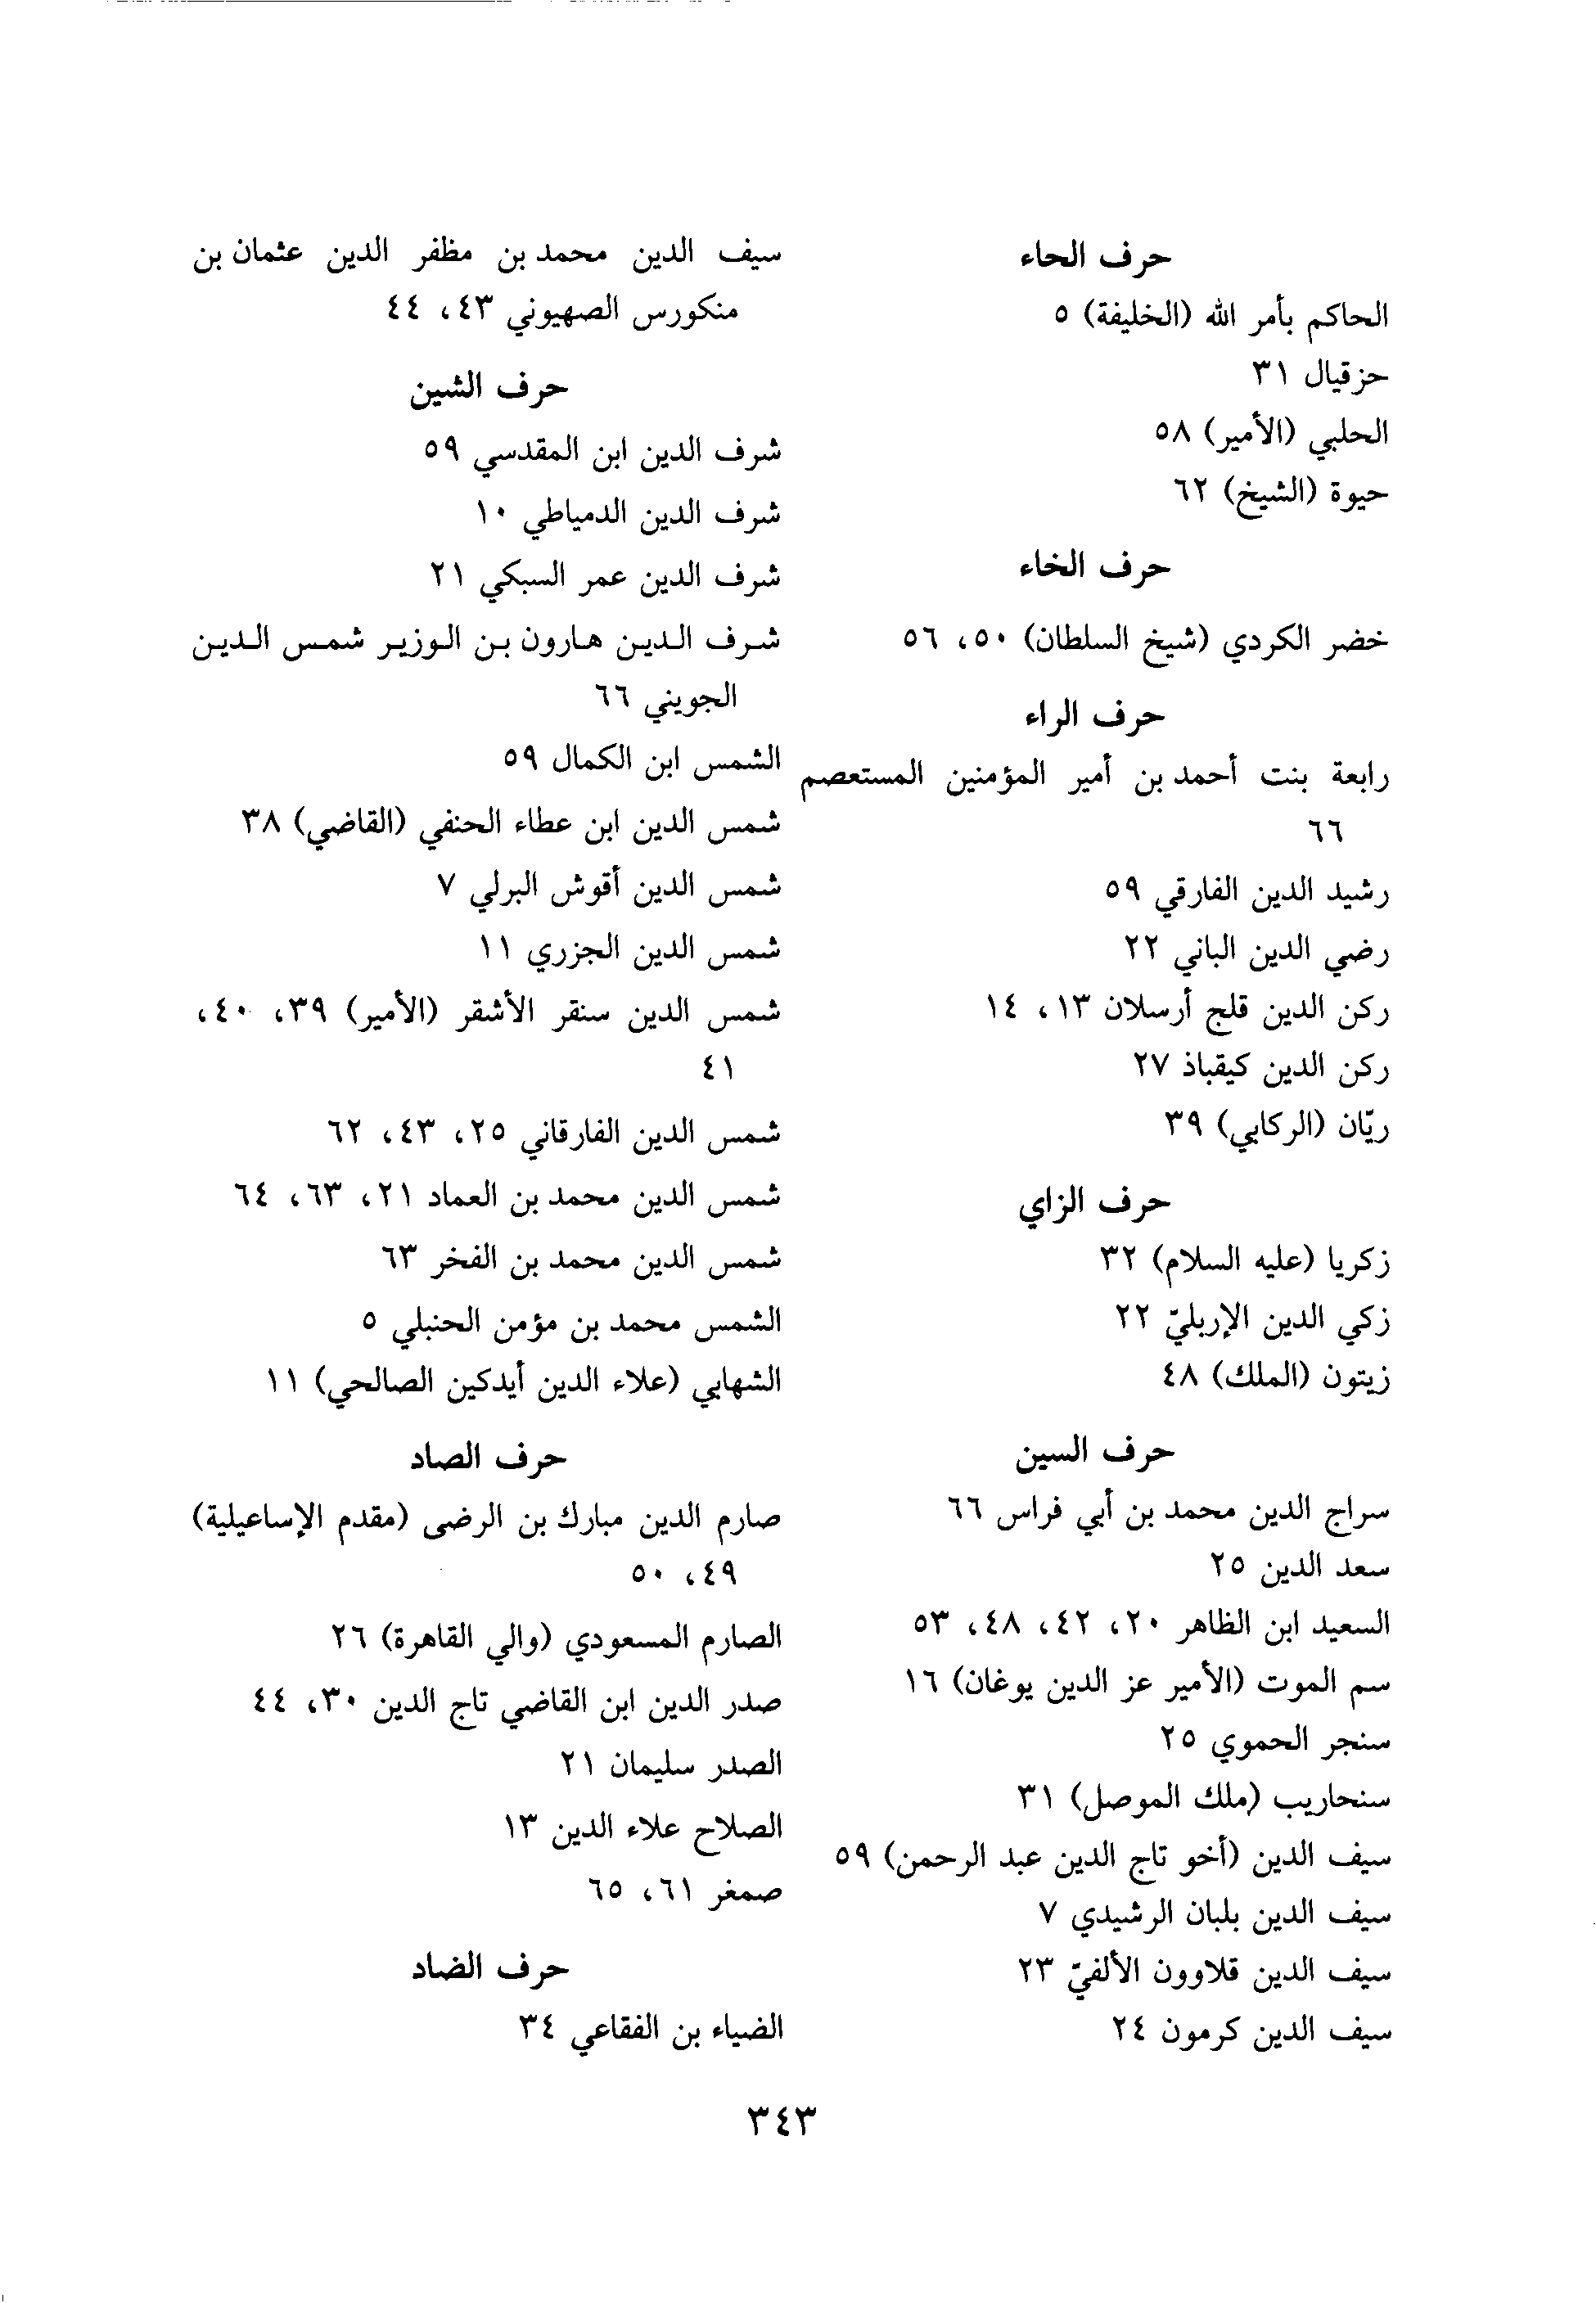 حرف الحاء
الحاكم بأمر الله (الخليفة) ٥
حزقيال ٣١
الحلبي (الأمير) ٥٨
حيوة (الشيخ) ٦٢
حرف الخاء
خضر الكردي (شيخ السلطان) ٥٠، ٥٦
حرف الراء
رابعة بنت أحمد بن أمير المؤمنين المستعصم
٦٦
رشيد الدين الفارقي ٥٩
رضي الدين الباني ٢٢
ركن الدين قلج أرسلان ١٣، ١٤
ركن الدين كيقباذ ٢٧
ريّان (الركابي) ٣٩
حرف الزاي
زكريا (عليه السلام) ٣٢
زكي الدين الإربليّ ٢٢
زيتون (الملك) ٤٨
حرف السين
سراج الدين محمد بن أبي فراس ٦٦
سعد الدين ٢٥
السعيد ابن الظاهر ٢٠، ٤٢، ٤٨، ٥٣
سم الموت (الأمير عز الدين يوغان) ١٦
سنجر الحموي ٢٥
سنحاريب (ملك الموصل) ٣١
سيف الدين (أخو تاج الدين عبد الرحمن) ٥٩
سيف الدين بلبان الرشيدي ٧
سيف الدين قلاوون الألفيّ ٢٣
سيف الدين كرمون ٢٤
سيف الدين محمد بن مظفر الدين عثمان بن
منكورس الصهيوني ٤٣، ٤٤
حرف الشين
شرف الدين ابن المقدسي ٥٩
شرف الدين الدمياطي ١٠
شرف الدين عمر السبكي ٢١
شرف الدين هارون بن الوزير شمس الدين
الجويني ٦٦
الشمس ابن الكمال ٥٩
شمس الدين ابن عطاء الحنفي (القاضي) ٣٨
شمس الدين أقوش البرلي ٧
شمس الدين الجزري ١١
شمس الدين سنقر الأشقر (الأمير) ٣٩، ٤٠،
٤١
شمس الدين الفارقاني ٢٥، ٤٣، ٦٢
شمس الدين محمد بن العماد ٢١، ٦٣، ٦٤
شمس الدين محمد بن الفخر ٦٣
الشمس محمد بن مؤمن الحنبلي ٥
الشهابي (علاء الدين أيدكين الصالحي) ١١
حرف الصاد
صارم الدين مبارك بن الرضى (مقدم الإساعيلية)
٤٩، ٥٠
الصارم المسعودي (والي القاهرة) ٢٦
صدر الدين ابن القاضي تاج الدين ٣٠، ٤٤
الصدر سليمان ٢١
الصلاح علاء الدين ١٣
صمغر ٦١، ٦٥
حرف الضاد
الضياء بن الفقاعي ٣٤
٣٤٣